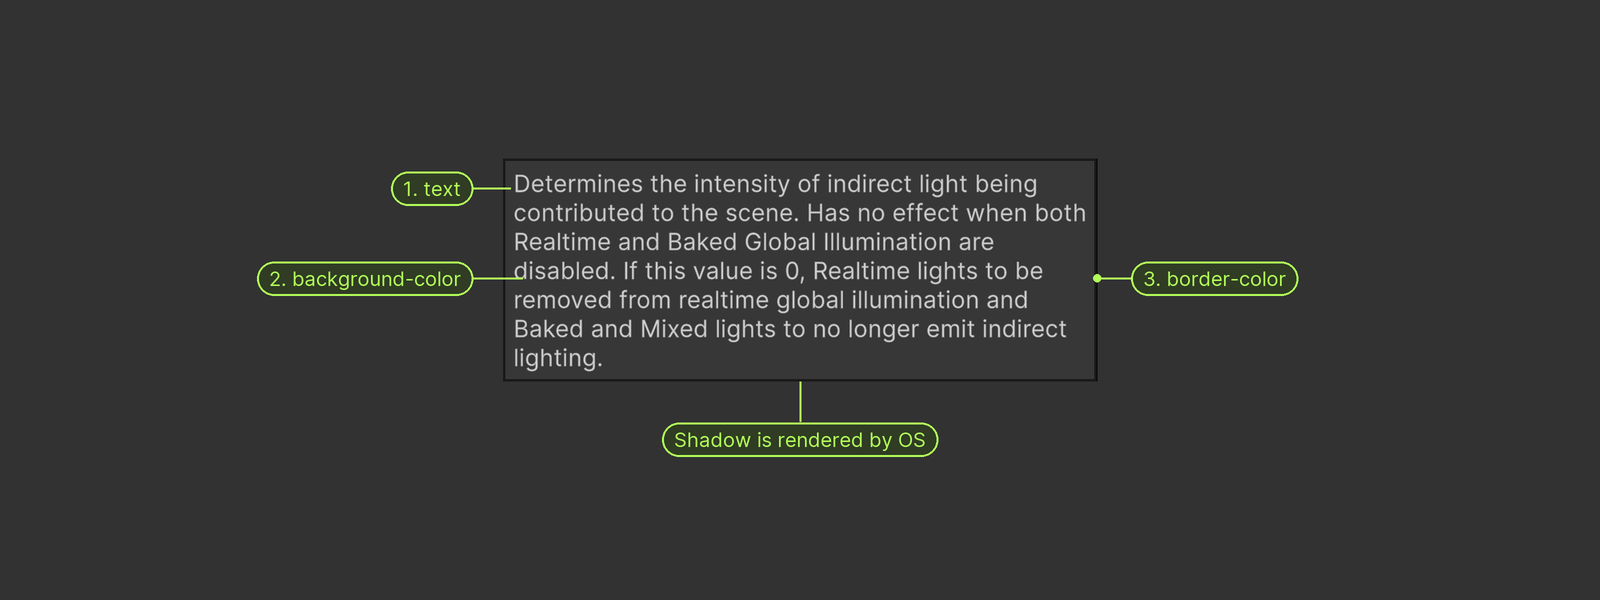 1. text
Determines the intensity of indirect light being
contributed to the scene. Has no effect when both
Realtime and Baked Global Illumination are
disabled. If this value is 0, Realtime lights to be
removed from realtime global illumination and
Baked and Mixed lights to no longer emit indirect
lighting.
2. background-color
3. border-color
Shadow is rendered by OS